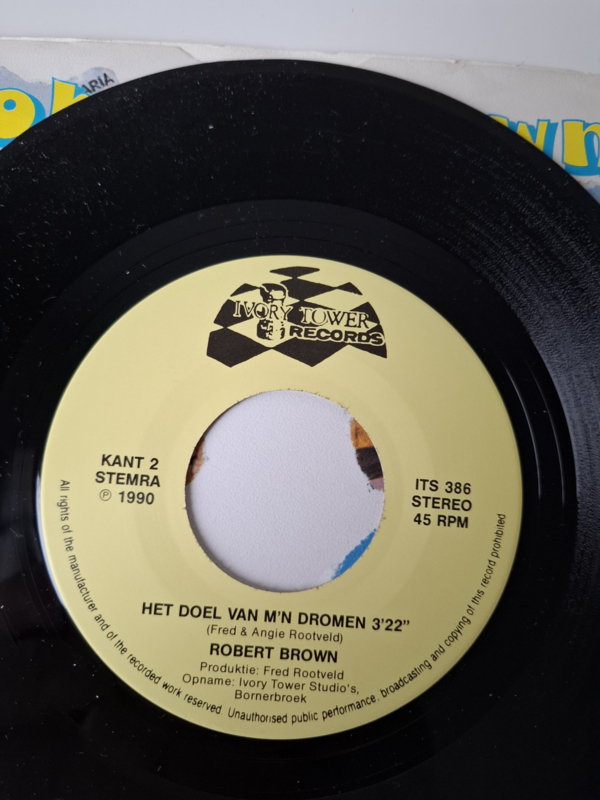 ARIA
wn
IVORY TOWER
RECORDS
KANT 2
STEMRA
℗ 1990
ITS 386
STEREO
45 RPM
HET DOEL VAN M'N DROMEN 3'22"
(Fred & Angie Rootveld)
ROBERT BROWN
Produktie: Fred Rootveld
Opname: Ivory Tower Studio's,
Bornerbroek
All rights of the manufacturer and of the recorded work reserved. Unauthorised public performance, broadcasting and copying of this record prohibited